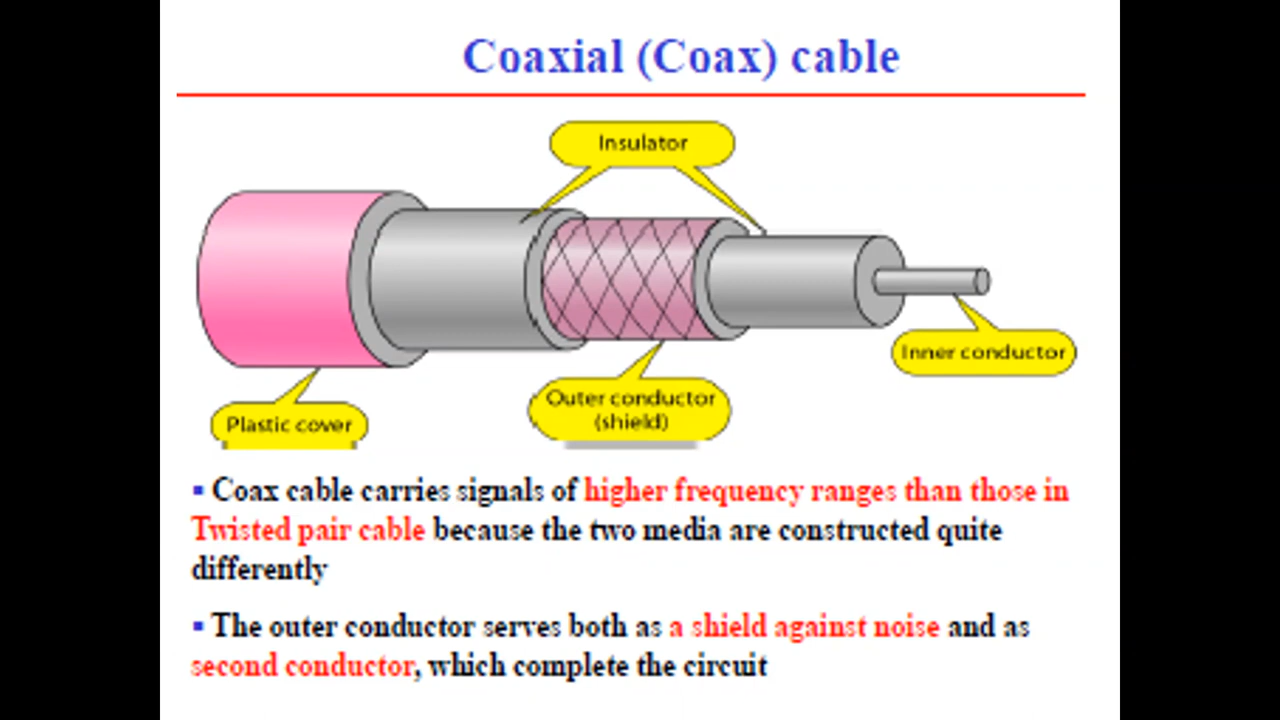 Coaxial (Coax) cable
Insulator
Inner conductor
Outer conductor
(shield)
Plastic cover
▪ Coax cable carries signals of higher frequency ranges than those in
Twisted pair cable because the two media are constructed quite
differently
▪ The outer conductor serves both as a shield against noise and as
second conductor, which complete the circuit